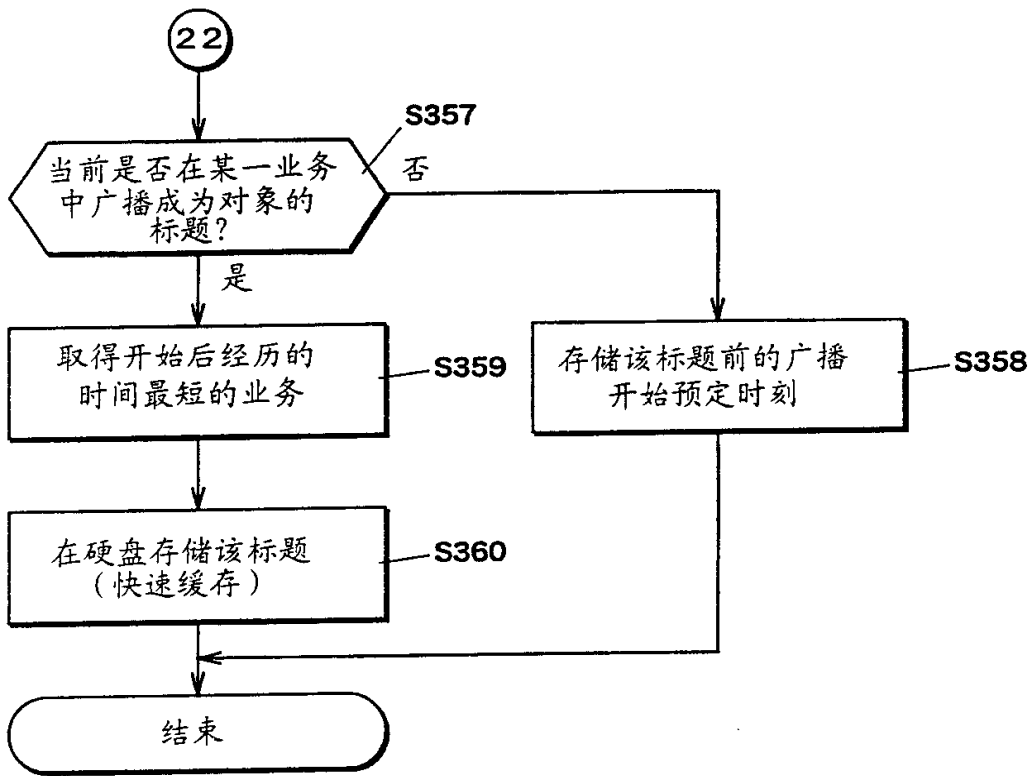 22
S357
当前是否在某一业务
中广播成为对象的
标题?
否
是
取得开始后经历的
时间最短的业务
S359
存储该标题前的广播
开始预定时刻
S358
在硬盘存储该标题
(快速缓存)
S360
结束